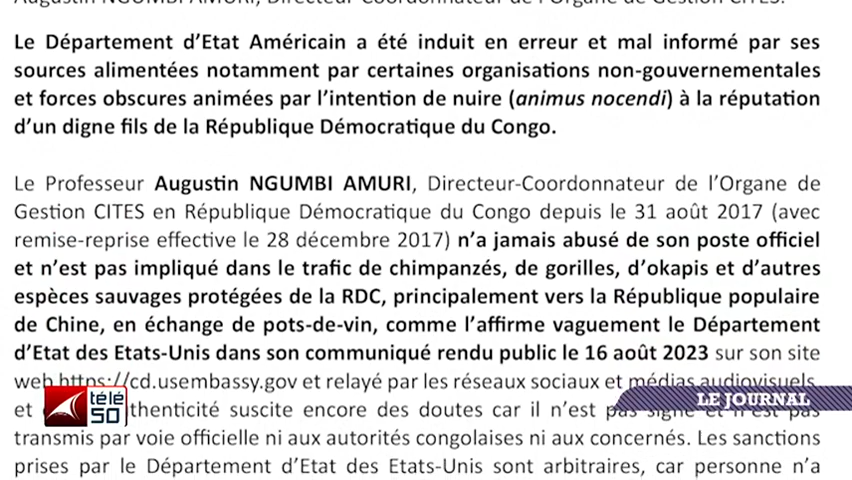 Augustin NGUMBI AMURI, Directeur-Coordonnateur de l'Organe de Gestion CITES.
Le Département d'Etat Américain a été induit en erreur et mal informé par ses
sources alimentées notamment par certaines organisations non-gouvernementales
et forces obscures animées par l'intention de nuire (animus nocendi) à la réputation
d'un digne fils de la République Démocratique du Congo.
Le Professeur Augustin NGUMBI AMURI, Directeur-Coordonnateur de l'Organe de
Gestion CITES en République Démocratique du Congo depuis le 31 août 2017 (avec
remise-reprise effective le 28 décembre 2017) n'a jamais abusé de son poste officiel
et n'est pas impliqué dans le trafic de chimpanzés, de gorilles, d'okapis et d'autres
espèces sauvages protégées de la RDC, principalement vers la République populaire
de Chine, en échange de pots-de-vin, comme l'affirme vaguement le Département
d'Etat des Etats-Unis dans son communiqué rendu public le 16 août 2023 sur son site
web https://cd.usembassy.gov et relayé par les réseaux sociaux et médias audiovisuels,
et thenticité suscite encore des doutes car il n'est pas signé et n'est pas
télé
50
LE JOURNAL
transmis par voie officielle ni aux autorités congolaises ni aux concernés. Les sanctions
prises par le Département d'Etat des Etats-Unis sont arbitraires, car personne n'a